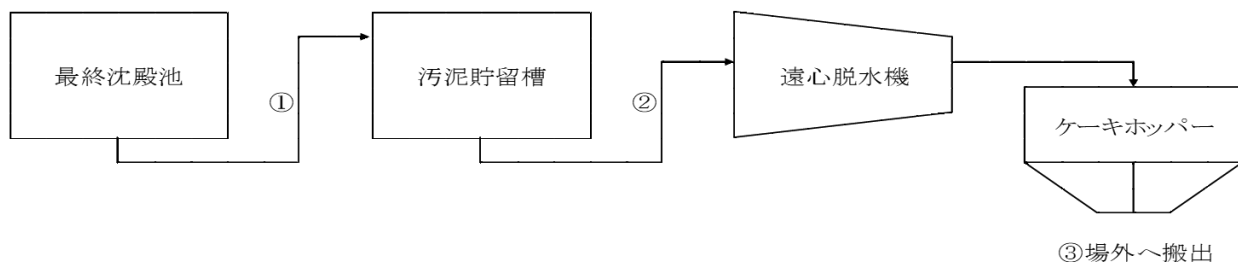 最終沈殿池
①
汚泥貯留槽
②
遠心脱水機
ケーキホッパー
③場外へ搬出